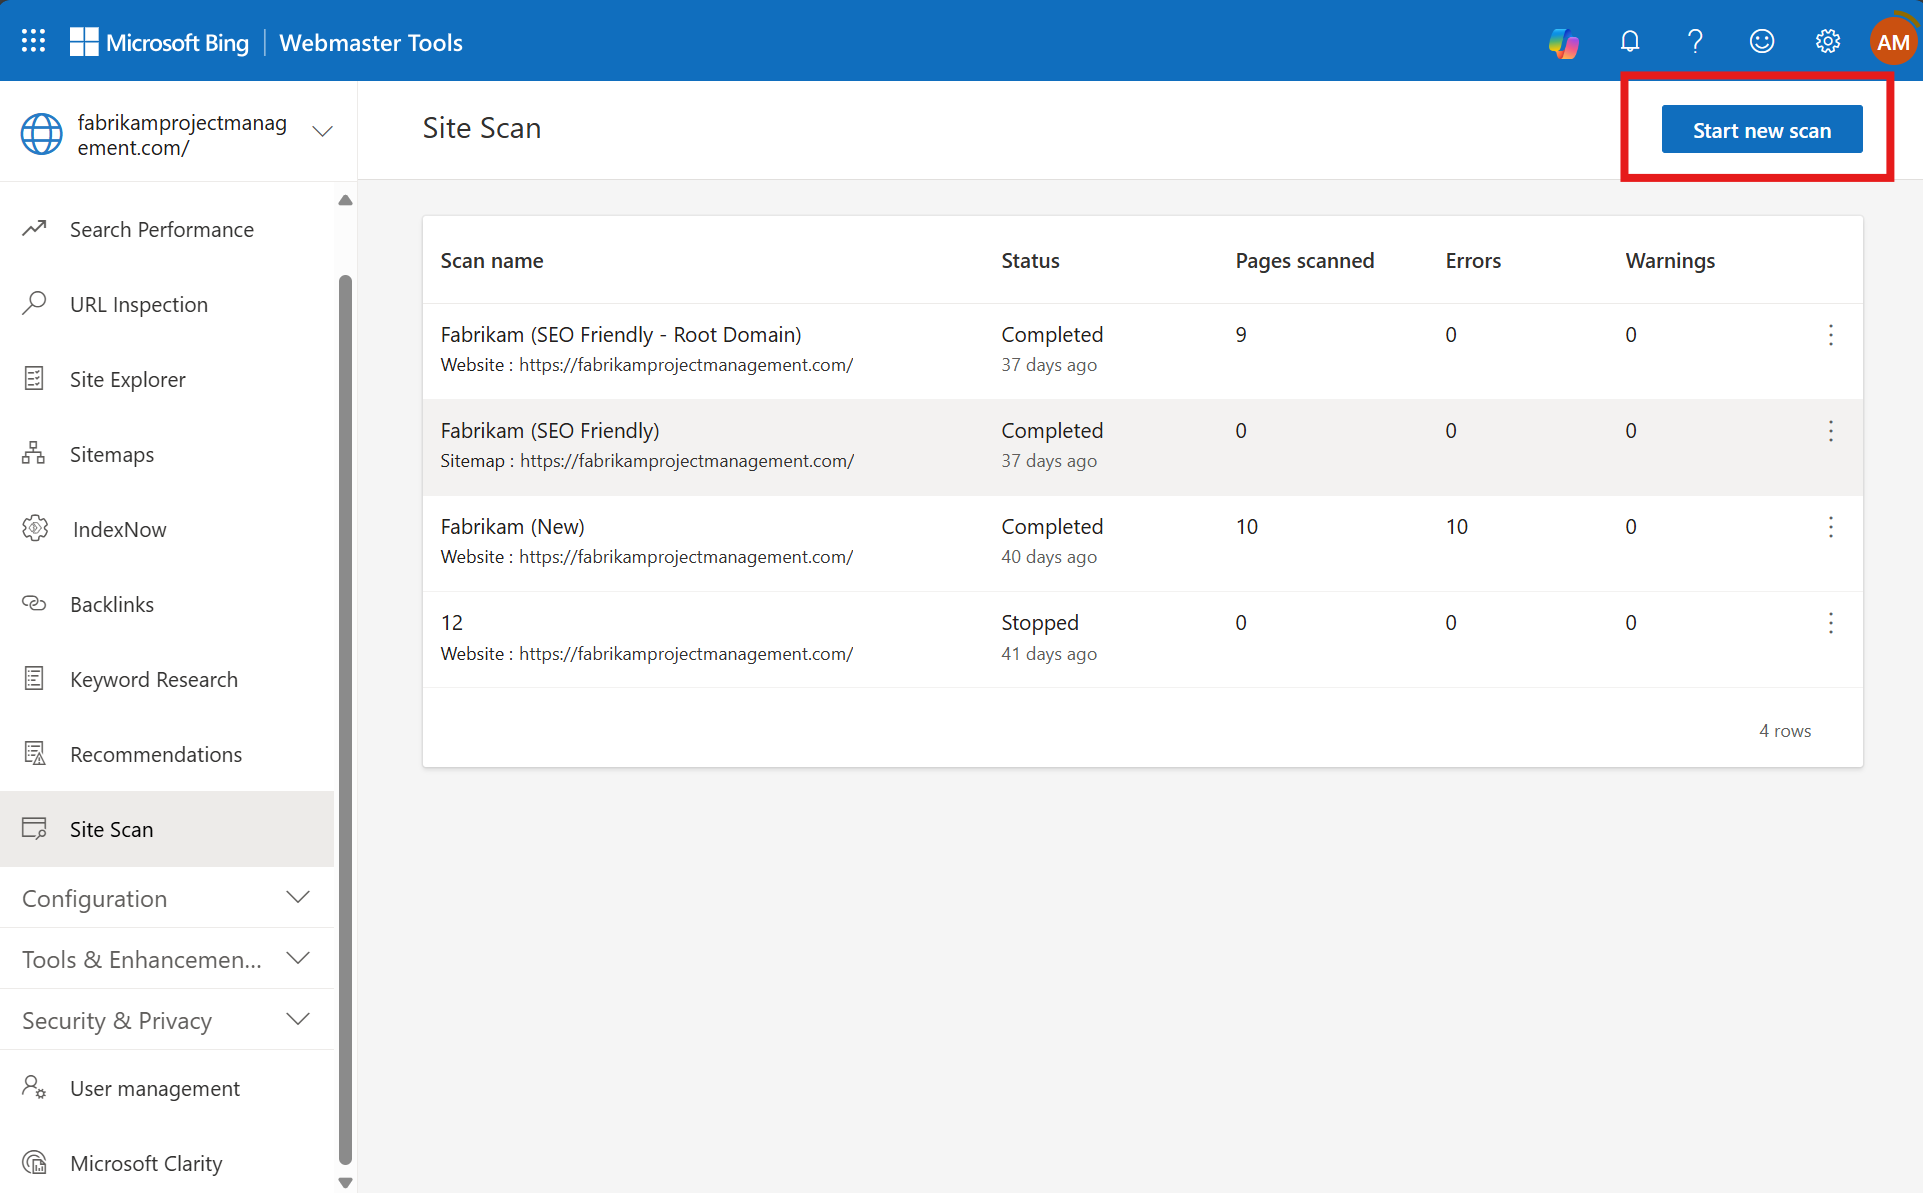 Microsoft Bing | Webmaster Tools
AM
fabrikamprojectmanag
ement.com/
Site Scan
Start new scan
Search Performance
URL Inspection
Site Explorer
Sitemaps
IndexNow
Backlinks
Keyword Research
Recommendations
Site Scan
Configuration
Tools & Enhancemen...
Security & Privacy
User management
Microsoft Clarity
Scan name Status Pages scanned Errors Warnings
Fabrikam (SEO Friendly - Root Domain) Completed 9 0 0
Website : https://fabrikamprojectmanagement.com/ 37 days ago
Fabrikam (SEO Friendly) Completed 0 0 0
Sitemap : https://fabrikamprojectmanagement.com/ 37 days ago
Fabrikam (New) Completed 10 10 0
Website : https://fabrikamprojectmanagement.com/ 40 days ago
12 Stopped 0 0 0
Website : https://fabrikamprojectmanagement.com/ 41 days ago
4 rows